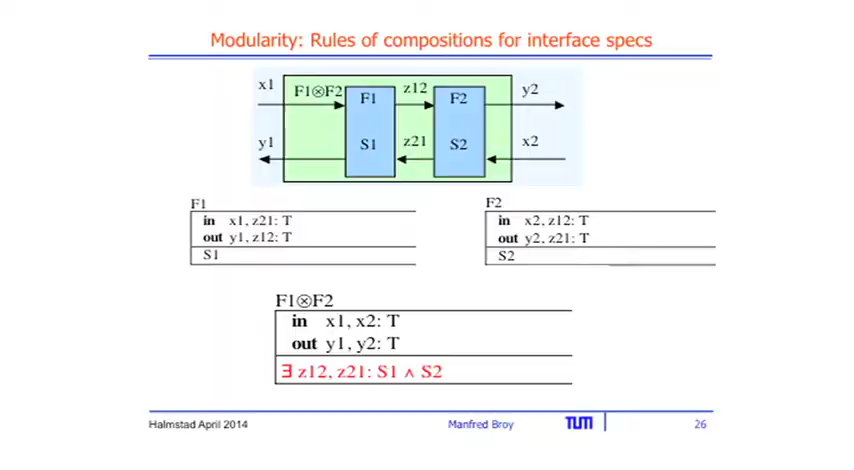 Modularity: Rules of compositions for interface specs
x1 F1⊗F2 F1 z12 F2 y2
y1 S1 z21 S2 x2
F1
in x1, z21: T
out y1, z12: T
S1
F2
in x2, z12: T
out y2, z21: T
S2
F1⊗F2
in x1, x2: T
out y1, y2: T
∃ z12, z21: S1 ∧ S2
Halmstad April 2014 Manfred Broy TUM 26